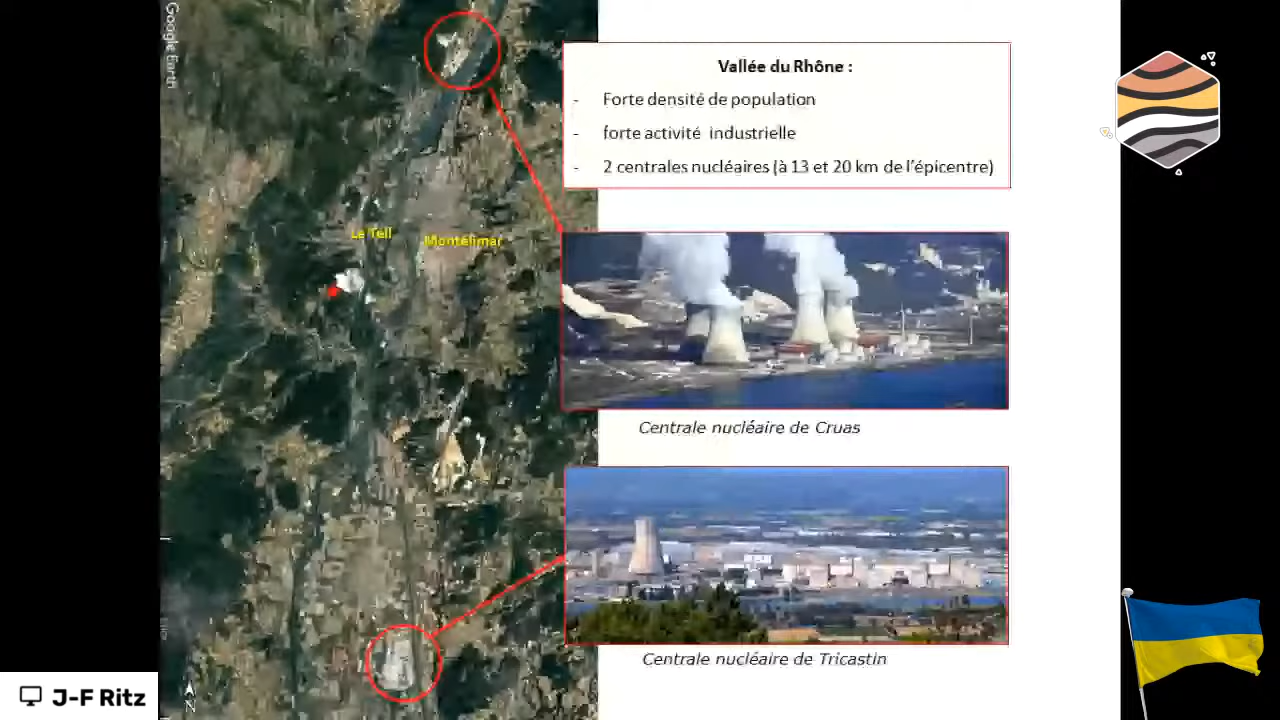 Google Earth
Vallée du Rhône :
- Forte densité de population
- forte activité industrielle
- 2 centrales nucléaires (à 13 et 20 km de l'épicentre)
Le Teil
Montélimar
Centrale nucléaire de Cruas
Centrale nucléaire de Tricastin
N
J-F Ritz